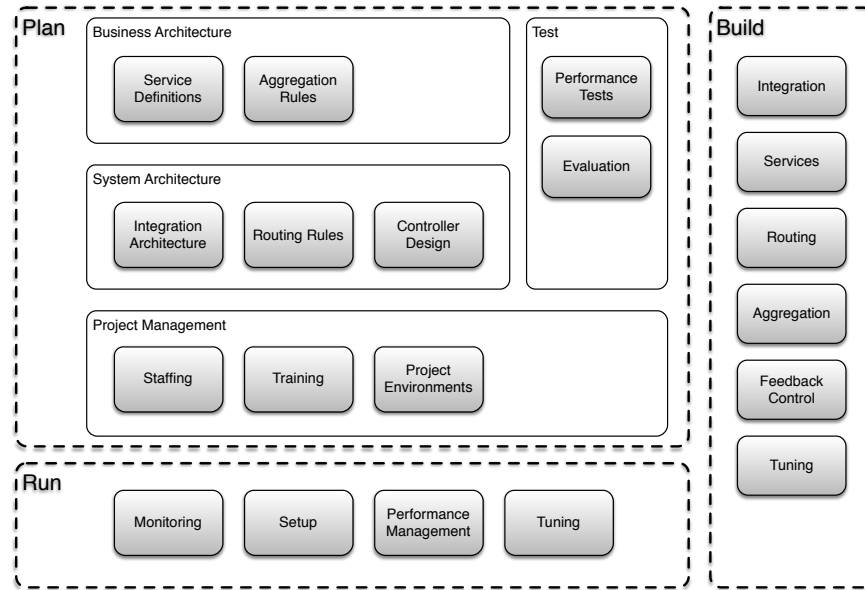 Plan
Business Architecture
Service
Definitions
Aggregation
Rules
System Architecture
Integration
Architecture
Routing Rules
Controller
Design
Test
Performance
Tests
Evaluation
Project Management
Staffing
Training
Project
Environments
Run
Monitoring
Setup
Performance
Management
Tuning
Build
Integration
Services
Routing
Aggregation
Feedback
Control
Tuning